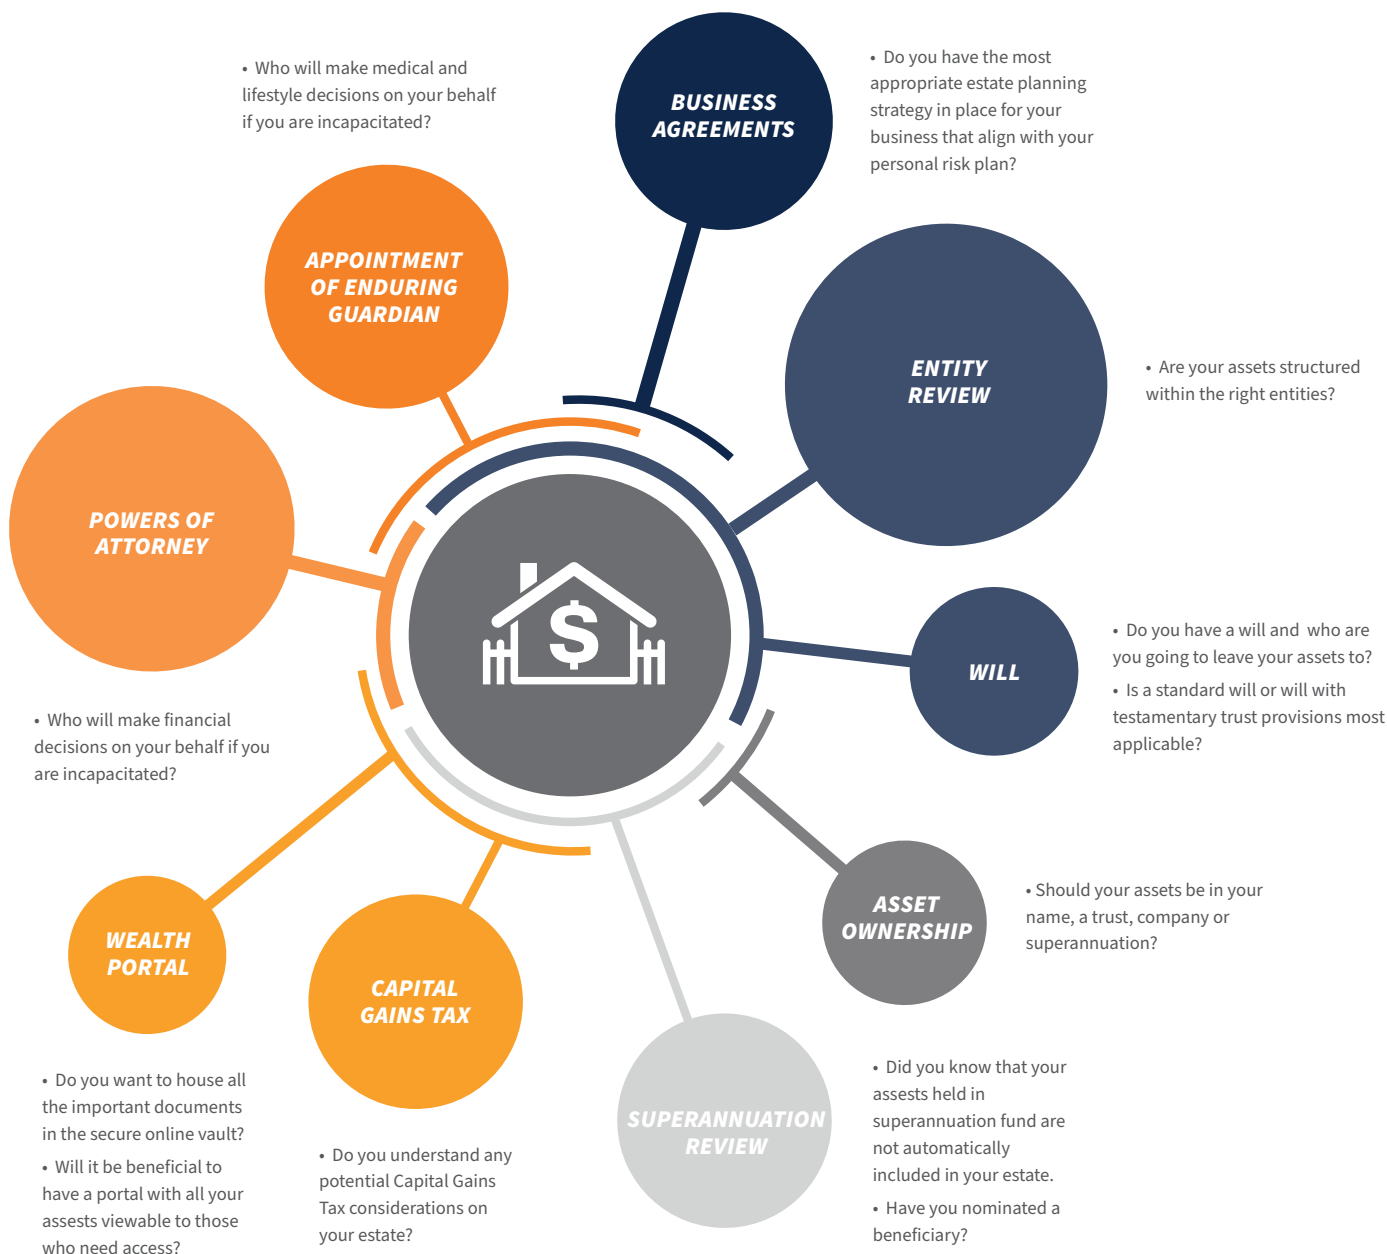 • Who will make medical and
lifestyle decisions on your behalf
if you are incapacitated?
BUSINESS
AGREEMENTS
• Do you have the most
appropriate estate planning
strategy in place for your
business that align with your
personal risk plan?
APPOINTMENT
OF ENDURING
GUARDIAN
ENTITY
REVIEW
• Are your assets structured
within the right entities?
POWERS OF
ATTORNEY
• Who will make financial
decisions on your behalf if you
are incapacitated?
$
WILL
• Do you have a will and who are
you going to leave your assets to?
• Is a standard will or will with
testamentary trust provisions most
applicable?
ASSET
OWNERSHIP
• Should your assets be in your
name, a trust, company or
superannuation?
WEALTH
PORTAL
• Do you want to house all
the important documents
in the secure online vault?
• Will it be beneficial to
have a portal with all your
assests viewable to those
who need access?
CAPITAL
GAINS TAX
• Do you understand any
potential Capital Gains
Tax considerations on
your estate?
SUPERANNUATION
REVIEW
• Did you know that your
assests held in
superannuation fund are
not automatically
included in your estate.
• Have you nominated a
beneficiary?